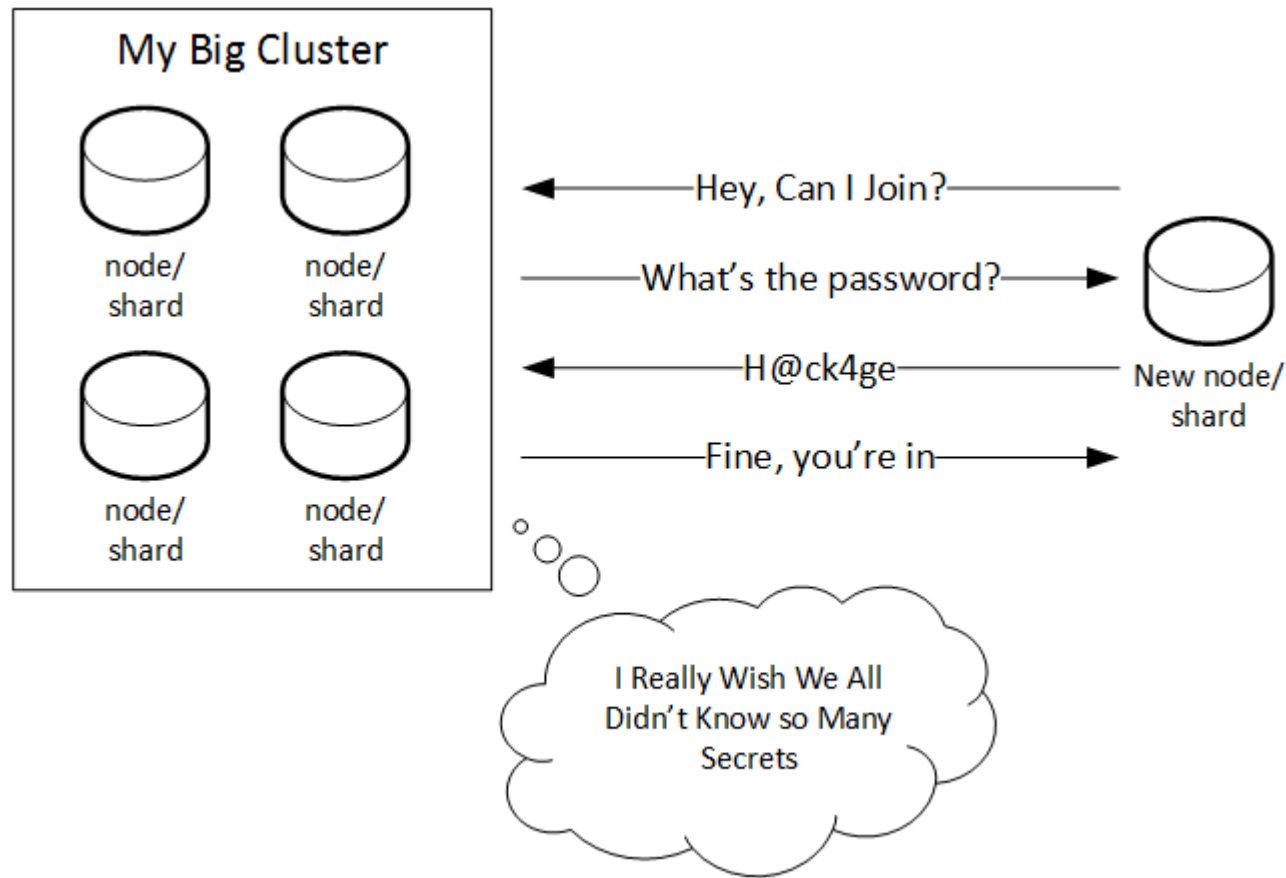 My Big Cluster
node/
shard
node/
shard
node/
shard
node/
shard
Hey, Can I Join?
What's the password?
H@ck4ge
Fine, you're in
New node/
shard
I Really Wish We All
Didn't Know so Many
Secrets